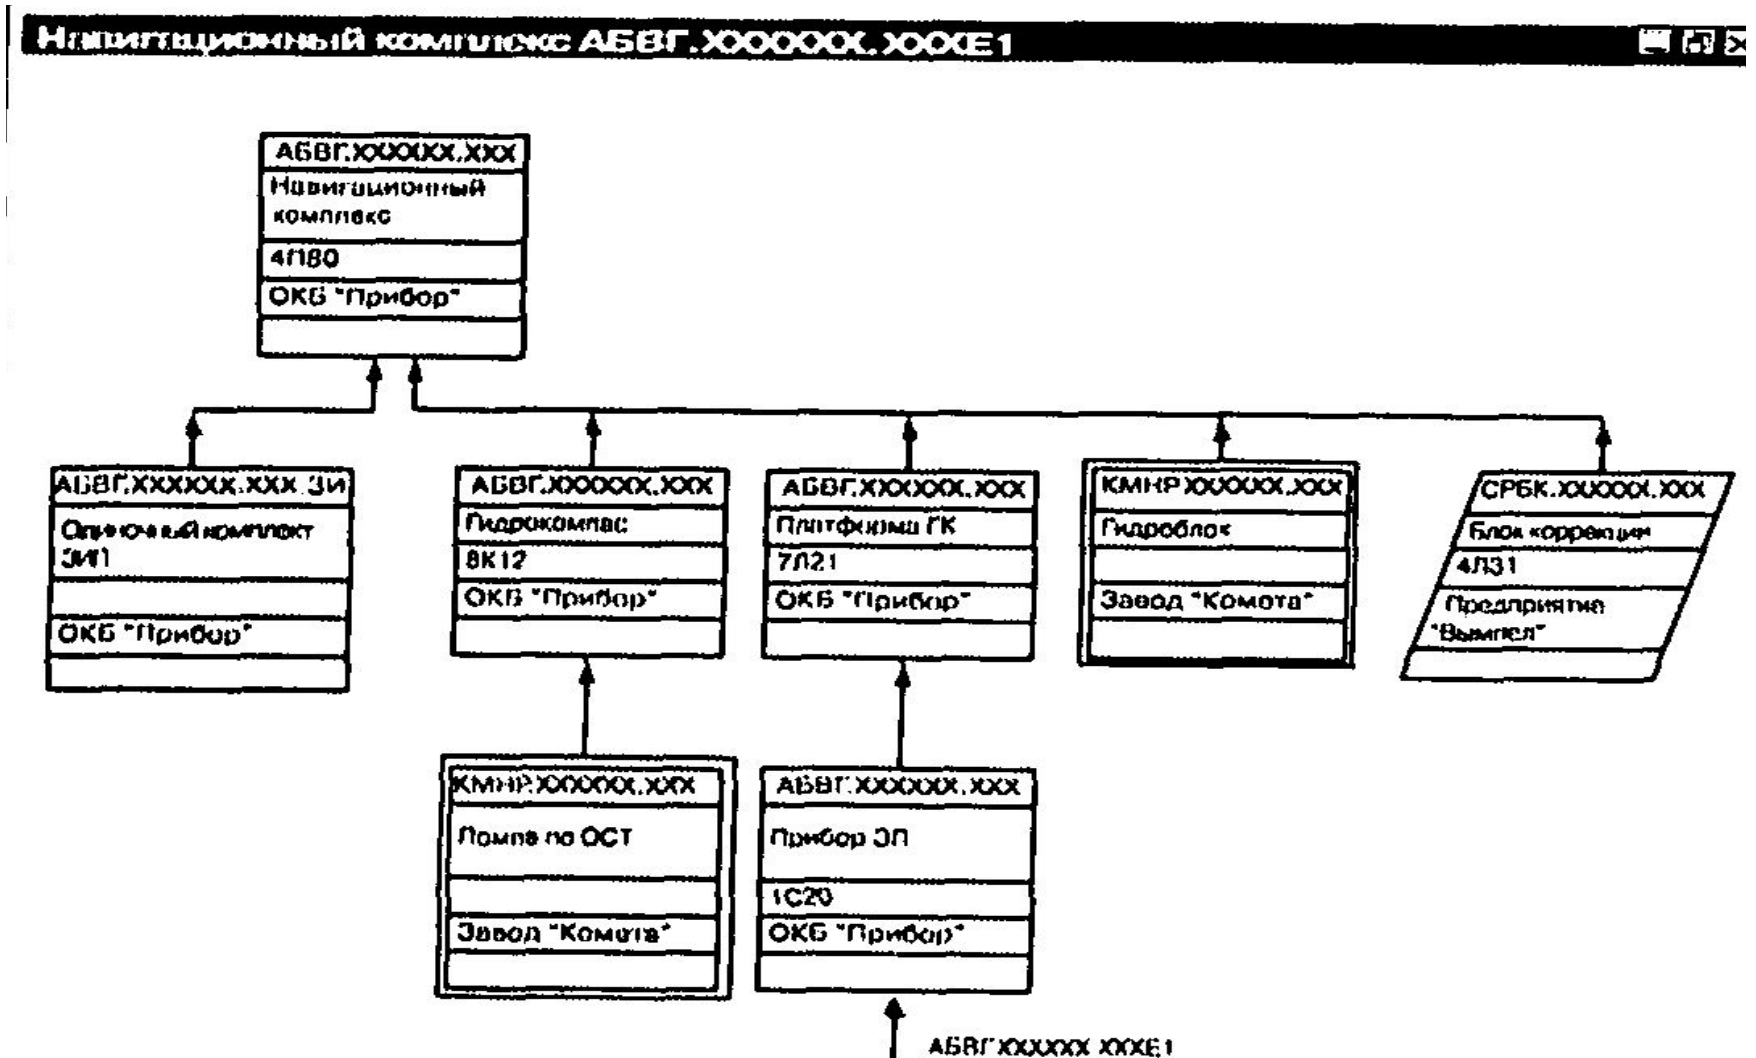 Навигационный комплекс АБВГ.XXXXXX.XXXЕ1
АБВГ.XXXXXX.XXX
Навигационный
комплекс
4П80
ОКБ "Прибор"
АБВГ.XXXXXX.XXX ЗИ
Одиночный комплект
ЗИП
ОКБ "Прибор"
АБВГ.XXXXXX.XXX
Гидрокомпас
8К12
ОКБ "Прибор"
АБВГ.XXXXXX.XXX
Платформа ГК
7Л21
ОКБ "Прибор"
КМНР XXXXXX.XXX
Гидроблок
Завод "Комета"
СРБК.XXXXXX.XXX
Блок коррекции
4Л31
Предприятие
"Вымпел"
КМНР.XXXXXX.XXX
Лампа по ОСТ
Завод "Комета"
АБВГ.XXXXXX.XXX
Прибор ЭП
1С20
ОКБ "Прибор"
АБВГ.XXXXXX XXXЕ1